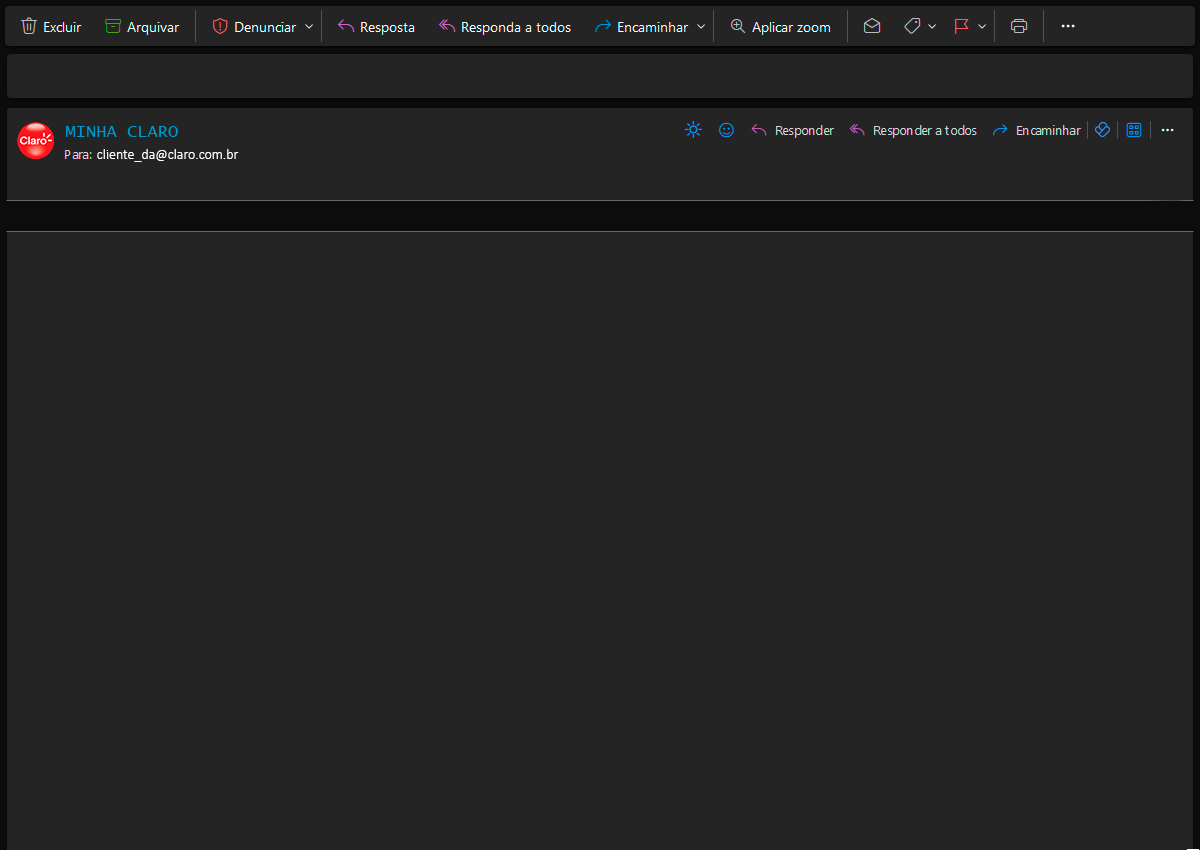 Excluir Arquivar Denunciar Resposta Responda a todos Encaminhar Aplicar zoom
Claro
MINHA CLARO
Responder Responder a todos Encaminhar
Para: cliente_da@claro.com.br